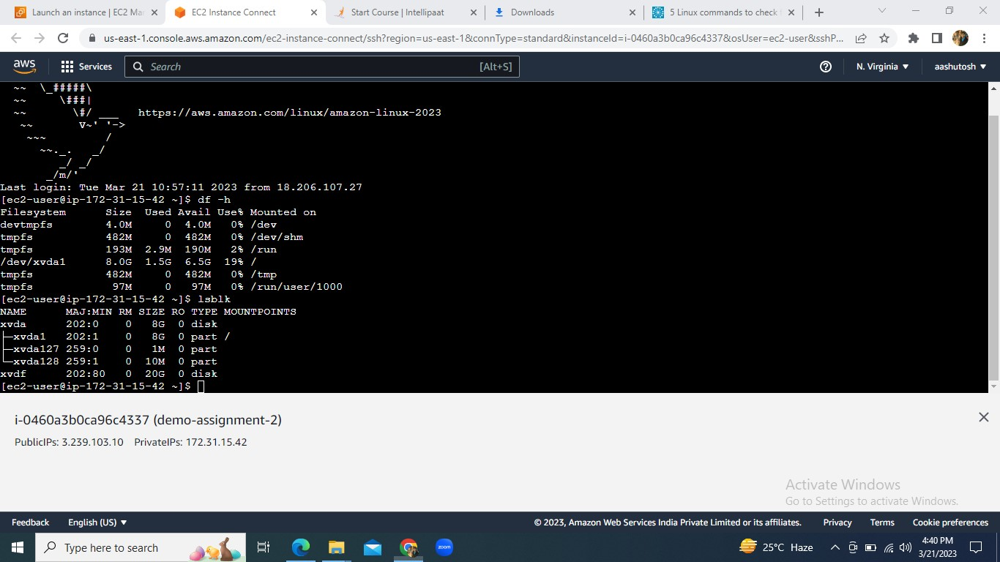 Launch an instance | EC2 Ma
EC2 Instance Connect
Start Course | Intellipaat
Downloads
5 Linux commands to check
us-east-1.console.aws.amazon.com/ec2-instance-connect/ssh?region=us-east-1&connType=standard&instanceId=i-0460a3b0ca96c4337&osUser=ec2-user&sshP...
aws
Services
Search
[Alt+S]
N. Virginia
aashutosh
~~  \_#####\
~~     \###|
~~       \#/ ___   https://aws.amazon.com/linux/amazon-linux-2023
~~       V~' '->
~~~         /
~~._.   _/
_/ _/
_/m/'
Last login: Tue Mar 21 10:57:11 2023 from 18.206.107.27
[ec2-user@ip-172-31-15-42 ~]$ df -h
Filesystem      Size  Used Avail Use% Mounted on
devtmpfs        4.0M     0  4.0M   0% /dev
tmpfs           482M     0  482M   0% /dev/shm
tmpfs           193M  2.9M  190M   2% /run
/dev/xvda1      8.0G  1.5G  6.5G  19% /
tmpfs           482M     0  482M   0% /tmp
tmpfs            97M     0   97M   0% /run/user/1000
[ec2-user@ip-172-31-15-42 ~]$ lsblk
NAME      MAJ:MIN RM SIZE RO TYPE MOUNTPOINTS
xvda      202:0    0   8G  0 disk
├─xvda1   202:1    0   8G  0 part /
├─xvda127 259:0    0   1M  0 part
└─xvda128 259:1    0  10M  0 part
xvdf      202:80   0  20G  0 disk
[ec2-user@ip-172-31-15-42 ~]$
i-0460a3b0ca96c4337 (demo-assignment-2)
PublicIPs: 3.239.103.10    PrivateIPs: 172.31.15.42
Activate Windows
Go to Settings to activate Windows.
Feedback
English (US)
© 2023, Amazon Web Services India Private Limited or its affiliates.
Privacy
Terms
Cookie preferences
Type here to search
zoom
25°C Haze
4:40 PM
3/21/2023